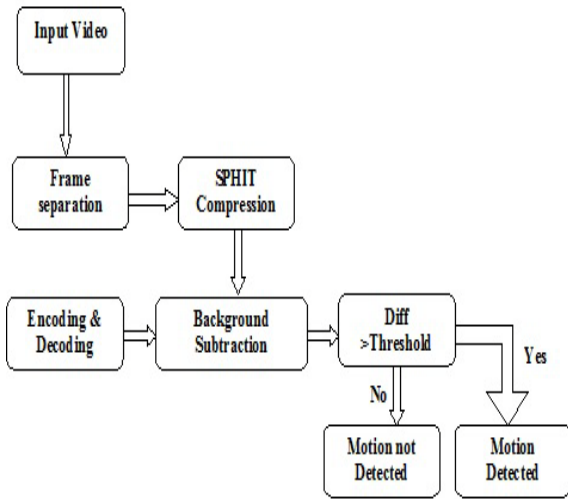 Input Video
Frame
separation
SPHIT
Compression
Encoding &
Decoding
Background
Subtraction
Diff
>Threshold
Yes
No
Motion not
Detected
Motion
Detected